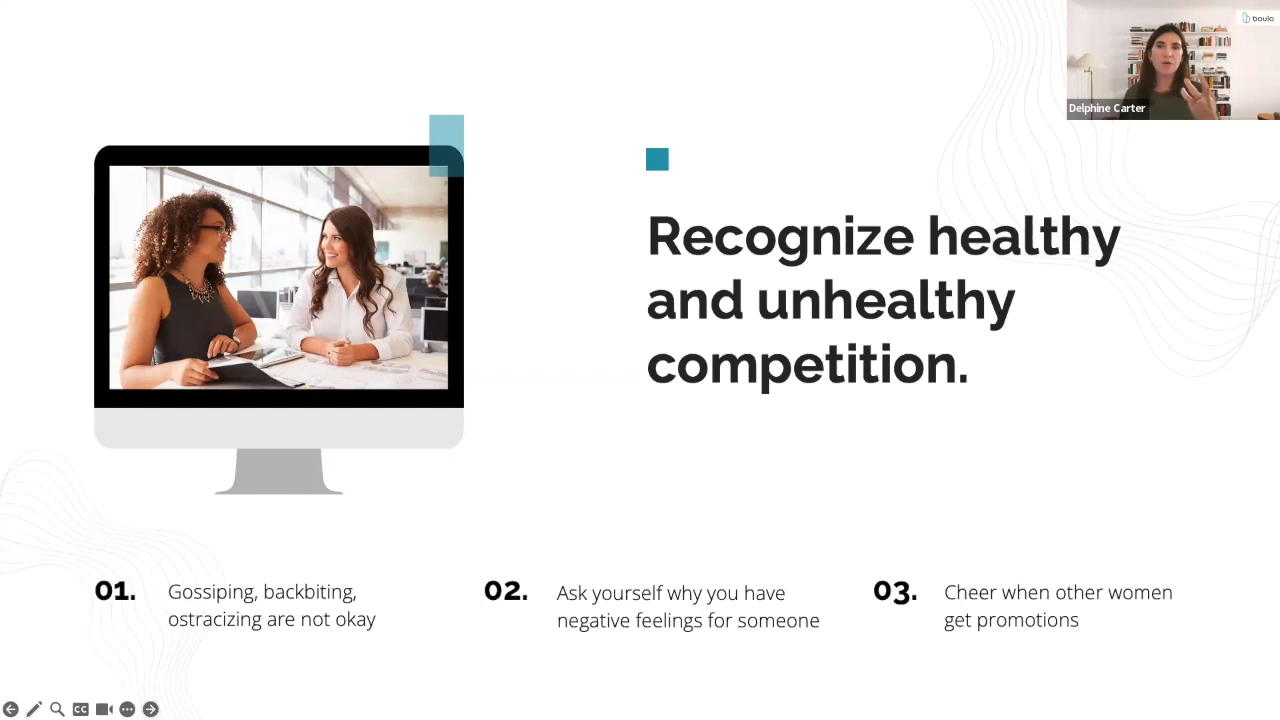 boulo
Delphine Carter
Recognize healthy
and unhealthy
competition.
01.
Gossiping, backbiting,
ostracizing are not okay
02.
Ask yourself why you have
negative feelings for someone
03.
Cheer when other women
get promotions
CC